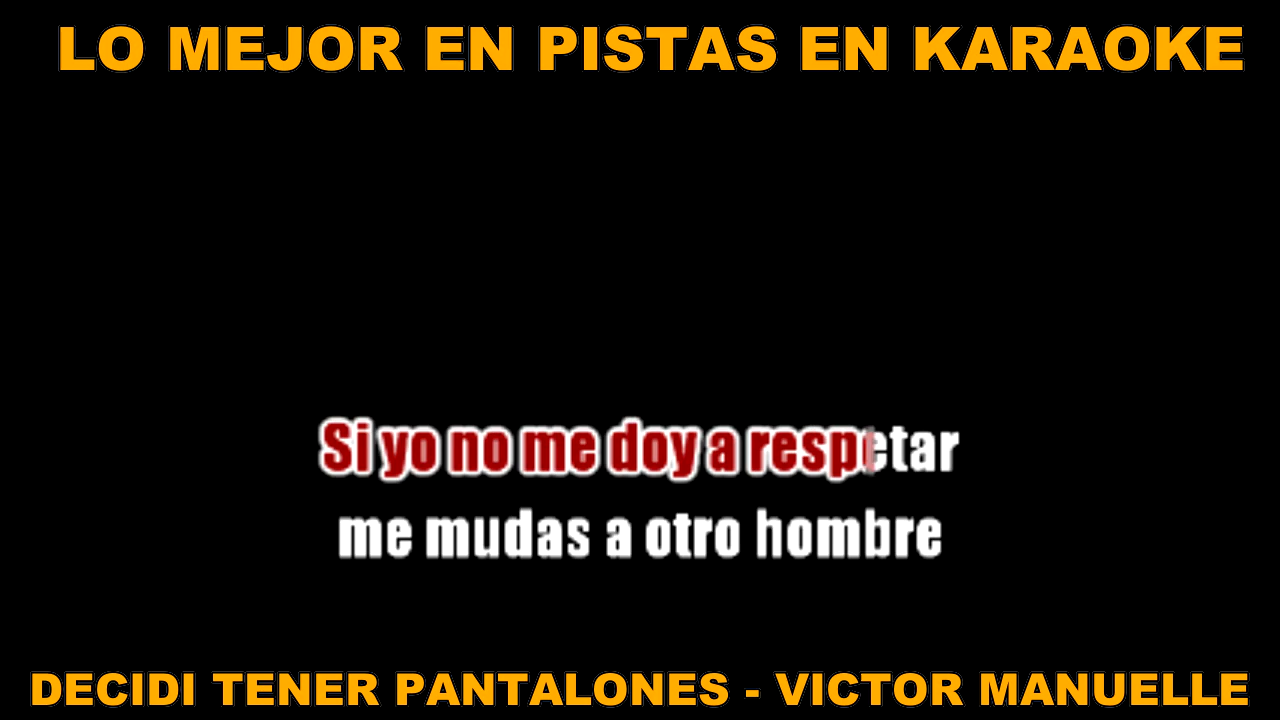 LO MEJOR EN PISTAS EN KARAOKE
Si yo no me doy a respetar
me mudas a otro hombre
DECIDI TENER PANTALONES - VICTOR MANUELLE